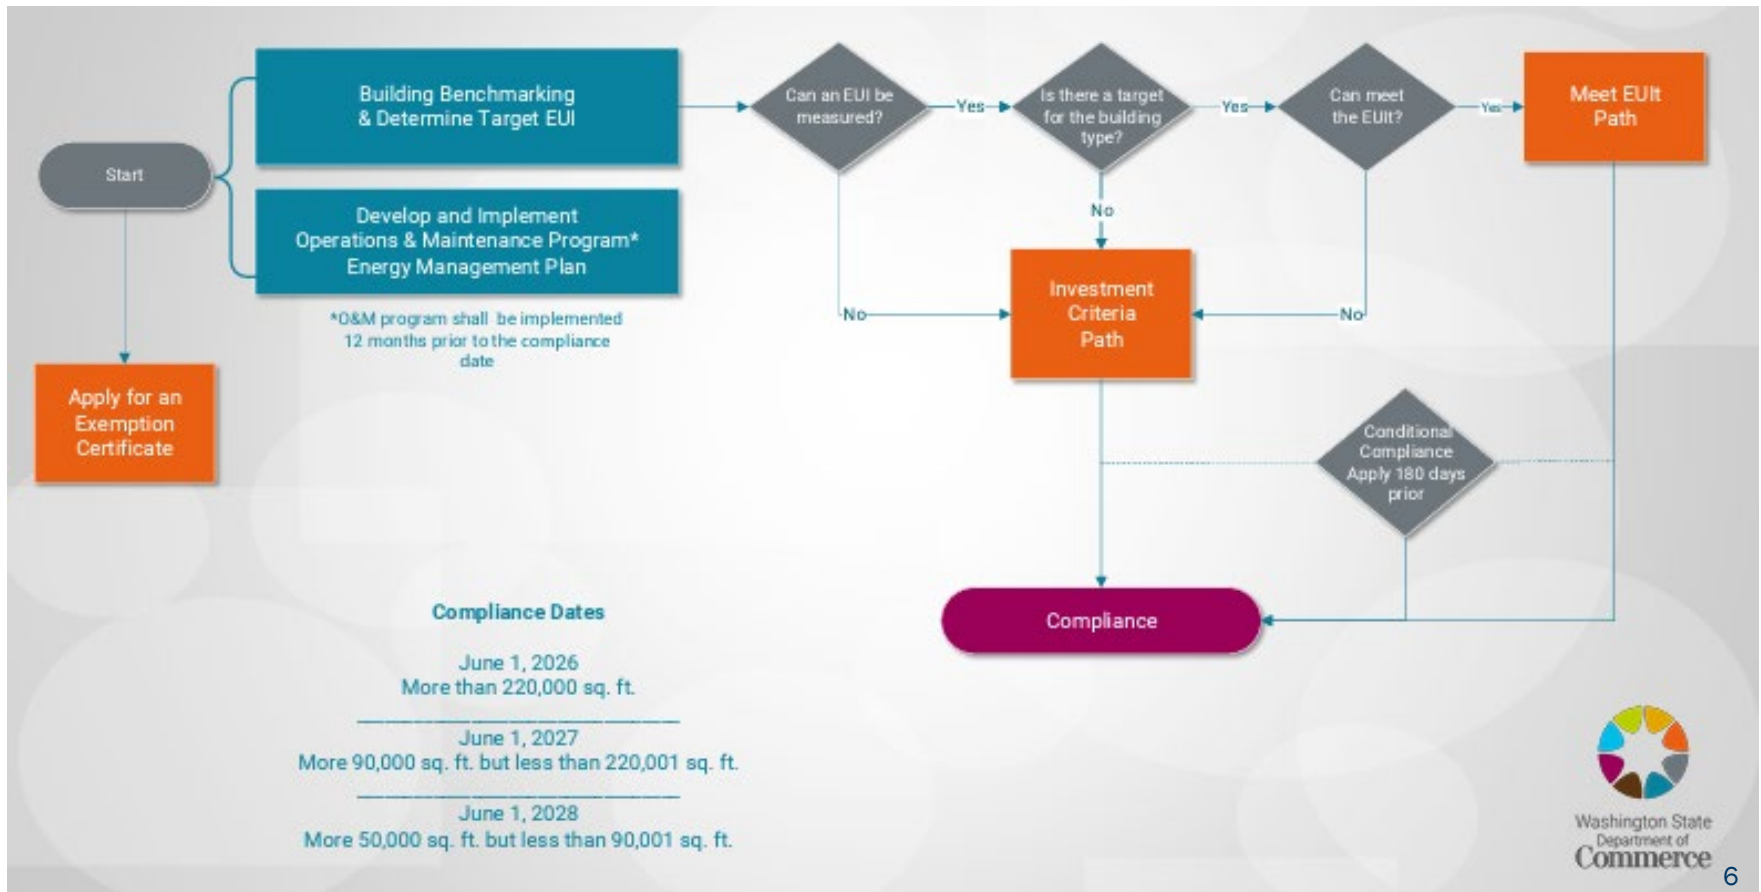 Start
Building Benchmarking
& Determine Target EUI
Develop and Implement
Operations & Maintenance Program*
Energy Management Plan
*O&M program shall be implemented
12 months prior to the compliance
date
Apply for an
Exemption
Certificate
Can an EUI be
measured?
Yes
Is there a target
for the building
type?
Yes
Can meet
the EUIt?
Yes
Meet EUIt
Path
No
No
No
Investment
Criteria
Path
Conditional
Compliance
Apply 180 days
prior
Compliance
Compliance Dates
June 1, 2026
More than 220,000 sq. ft.
June 1, 2027
More 90,000 sq. ft. but less than 220,001 sq. ft.
June 1, 2028
More 50,000 sq. ft. but less than 90,001 sq. ft.
Washington State
Department of
Commerce
6